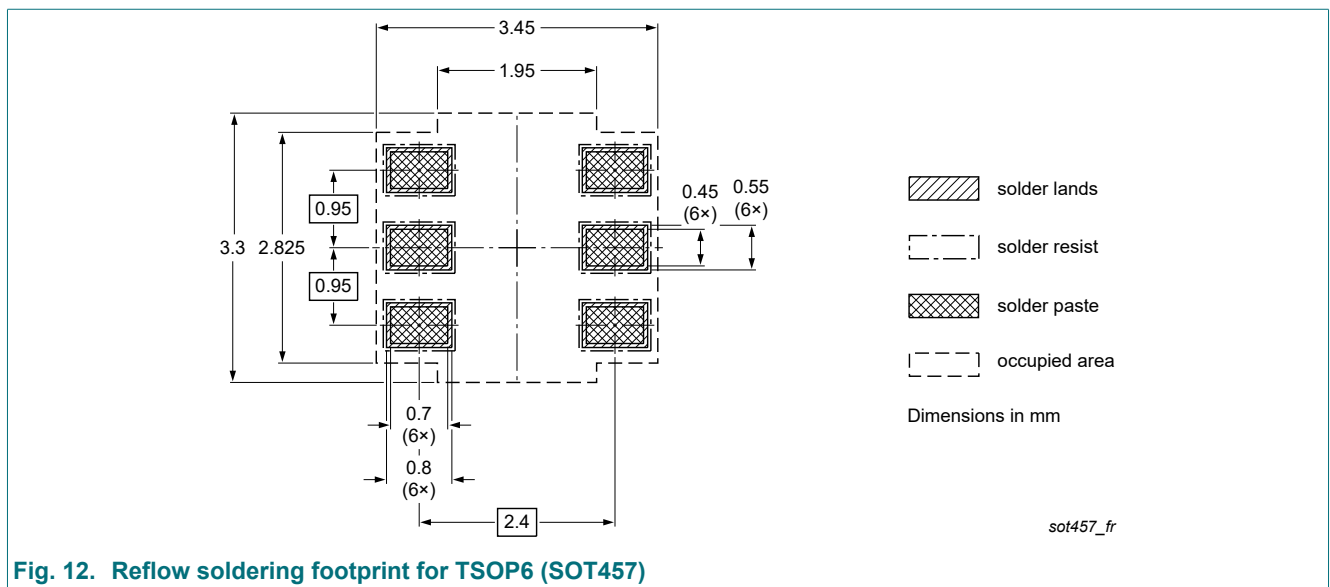 3.45
1.95
0.95
3.3 2.825
0.95
0.45 0.55
(6×) (6×)
0.7
(6×)
0.8
(6×)
2.4
solder lands
solder resist
solder paste
occupied area
Dimensions in mm
sot457_fr
Fig. 12. Reflow soldering footprint for TSOP6 (SOT457)